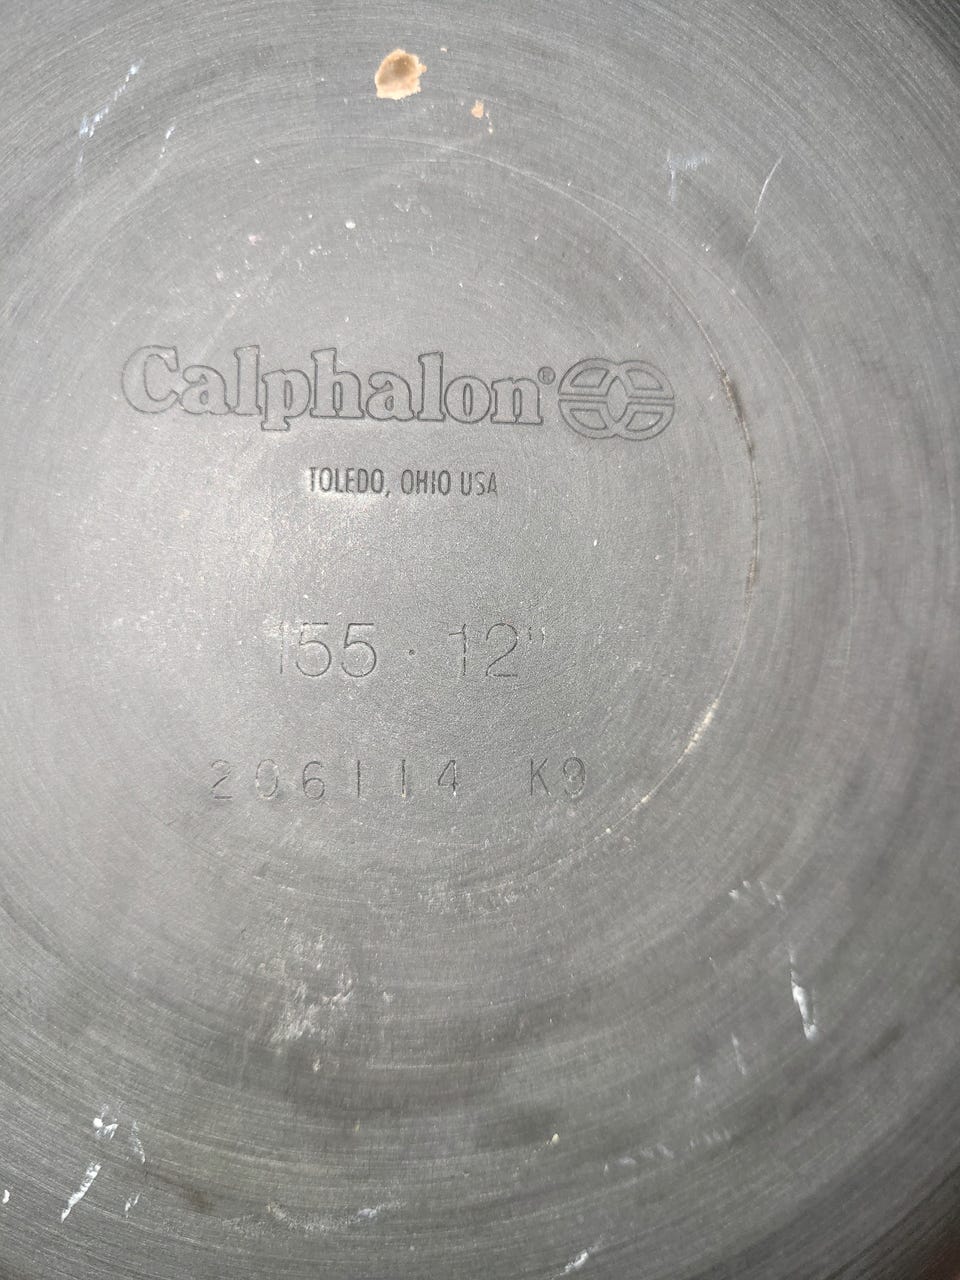 Calphalon®
TOLEDO, OHIO USA
155 · 12"
206114 K9